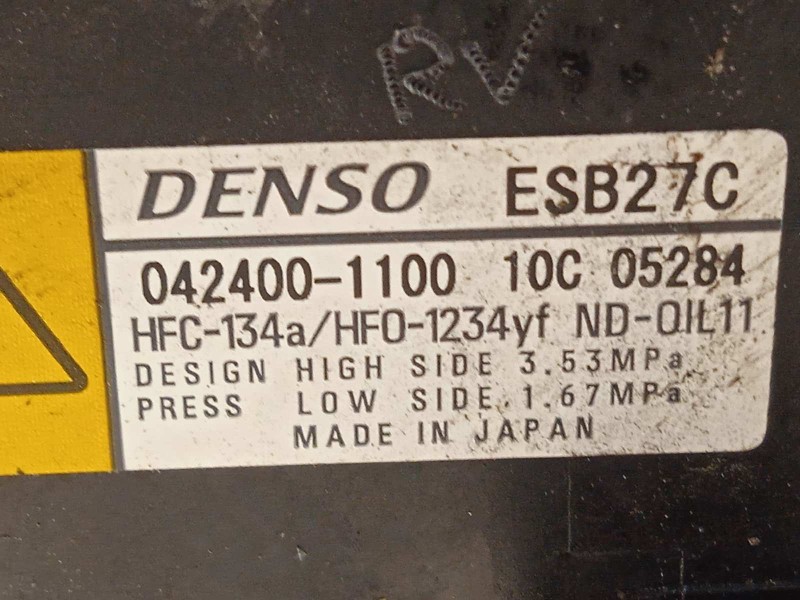 RV
DENSO ESB27C
042400-1100 10C 05284
HFC-134a/HFO-1234yf ND-OIL11
DESIGN HIGH SIDE 3.53MPa
PRESS LOW SIDE 1.67MPa
MADE IN JAPAN